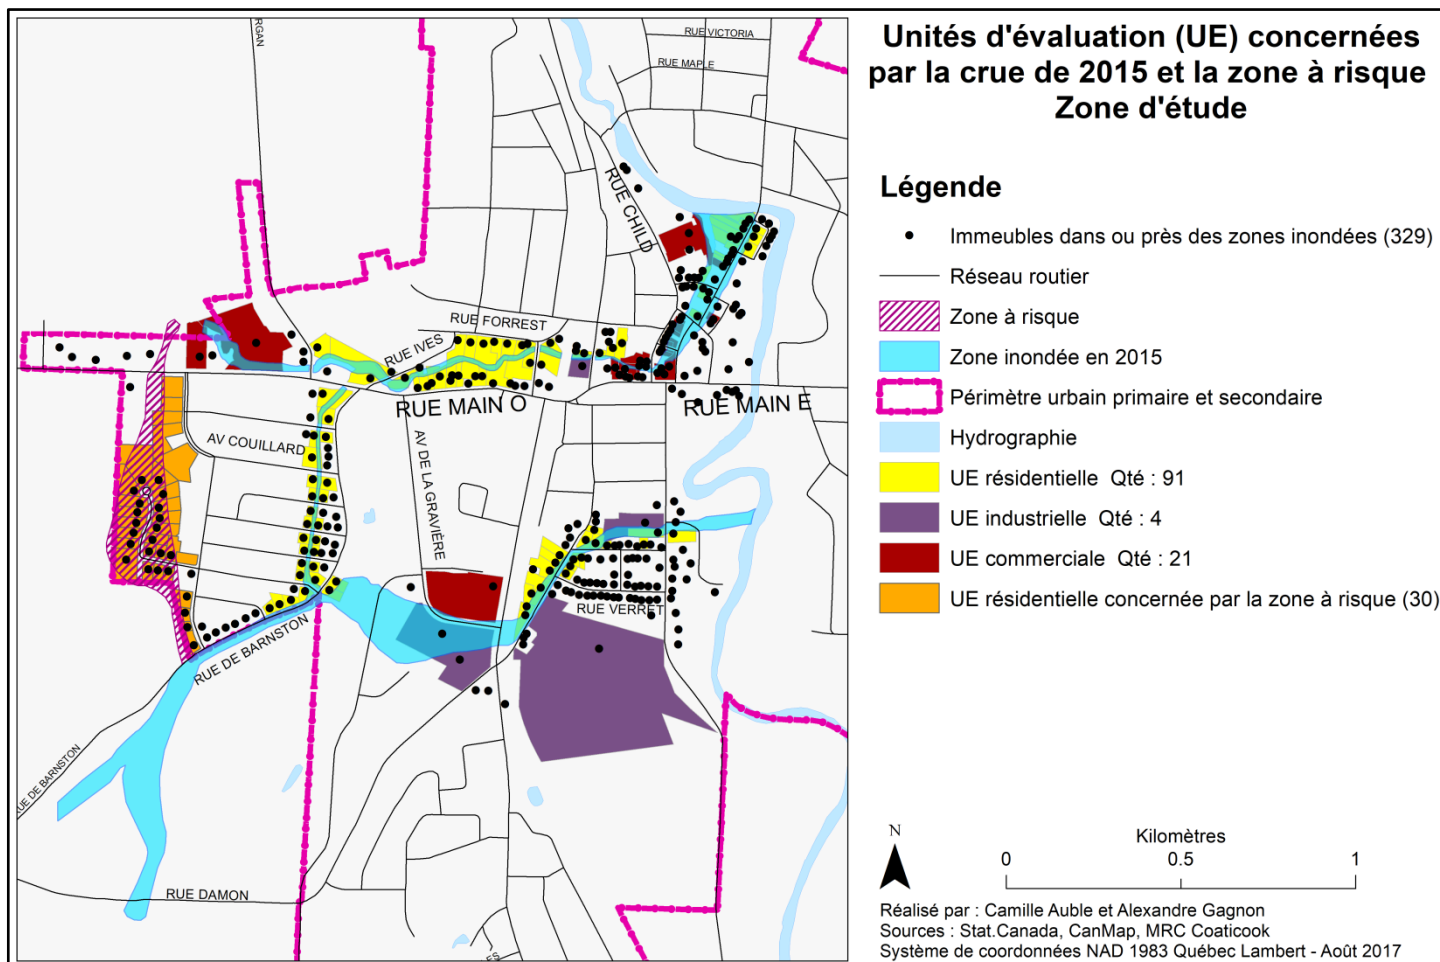 Unités d'évaluation (UE) concernées
par la crue de 2015 et la zone à risque
Zone d'étude
Légende
Immeubles dans ou près des zones inondées (329)
Réseau routier
Zone à risque
Zone inondée en 2015
Périmètre urbain primaire et secondaire
Hydrographie
UE résidentielle Qté : 91
UE industrielle Qté : 4
UE commerciale Qté : 21
UE résidentielle concernée par la zone à risque (30)
N
Kilomètres
0 0.5 1
Réalisé par : Camille Auble et Alexandre Gagnon
Sources : Stat.Canada, CanMap, MRC Coaticook
Système de coordonnées NAD 1983 Québec Lambert - Août 2017
RGAN
RUE VICTORIA
RUE MAPLE
RUE CHILD
RUE FORREST
RUE IVES
RUE MAIN O
RUE MAIN E
AV COUILLARD
AV DE LA GRAVIÈRE
RUE VERRET
RUE DE BARNSTON
RUE DE BARNSTON
RUE DAMON